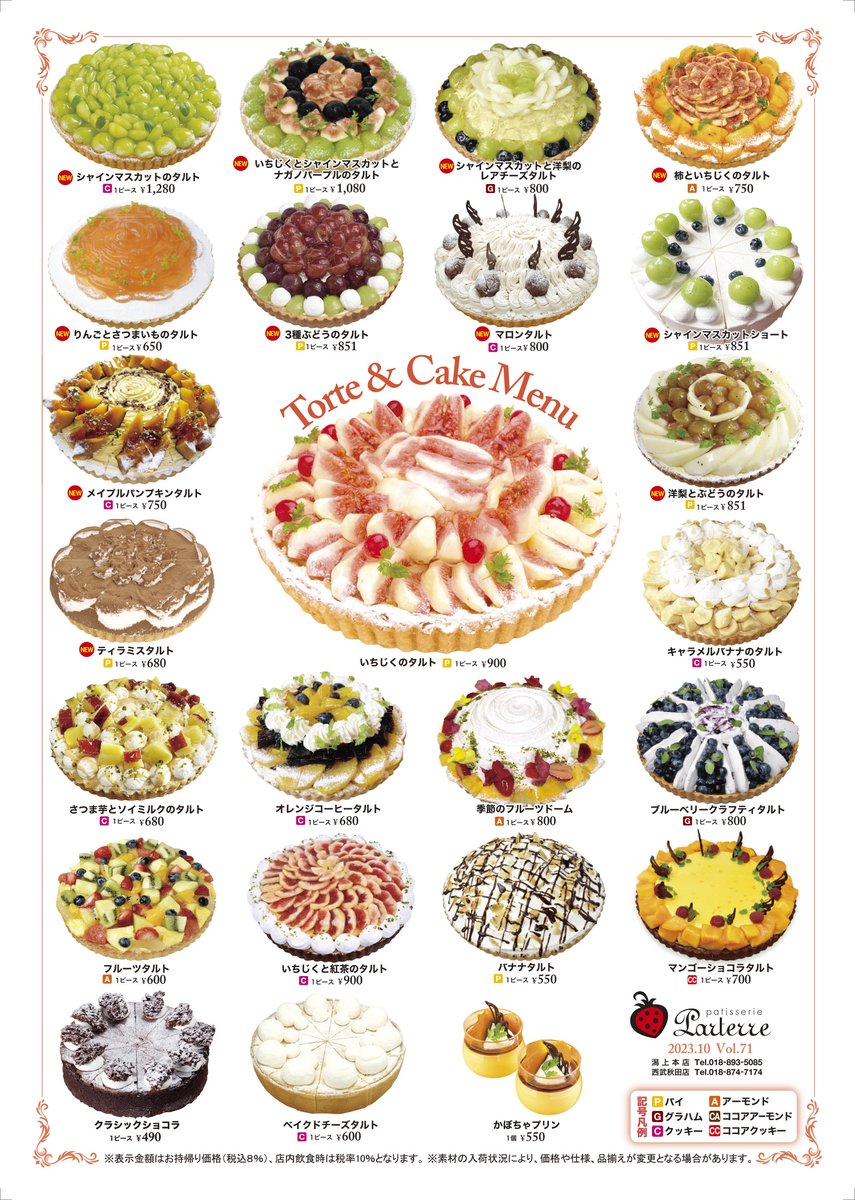 NEW シャインマスカットのタルト
C 1ピース ¥1,280
NEW いちじくとシャインマスカットと
ナガノパープルのタルト
P 1ピース ¥1,080
NEW シャインマスカットと洋梨の
レアチーズタルト
G 1ピース ¥800
NEW 柿といちじくのタルト
A 1ピース ¥750
NEW りんごとさつまいものタルト
P 1ピース ¥650
NEW 3種ぶどうのタルト
P 1ピース ¥851
NEW マロンタルト
C 1ピース ¥800
NEW シャインマスカットショート
P 1ピース ¥851
Torte & Cake Menu
NEW メイプルパンプキンタルト
C 1ピース ¥750
NEW 洋梨とぶどうのタルト
P 1ピース ¥851
NEW ティラミスタルト
P 1ピース ¥680
いちじくのタルト P 1ピース ¥900
キャラメルバナナのタルト
C 1ピース ¥550
さつま芋とソイミルクのタルト
C 1ピース ¥680
オレンジコーヒータルト
C 1ピース ¥680
季節のフルーツドーム
A 1ピース ¥800
ブルーベリークラフティタルト
G 1ピース ¥800
フルーツタルト
A 1ピース ¥600
いちじくと紅茶のタルト
C 1ピース ¥900
バナナタルト
P 1ピース ¥550
マンゴーショコラタルト
CC 1ピース ¥700
クラシックショコラ
1ピース ¥490
ベイクドチーズタルト
C 1ピース ¥600
かぼちゃプリン
1個 ¥550
patisserie
Parterre
2023.10 Vol.71
潟上本店 Tel.018-893-5085
西武秋田店 Tel.018-874-7174
記号凡例
P パイ A アーモンド
G グラハム CA ココアアーモンド
C クッキー CC ココアクッキー
※表示金額はお持帰り価格(税込8%)、店内飲食時は税率10%となります。 ※素材の入荷状況により、価格や仕様、品揃えが変更となる場合があります。